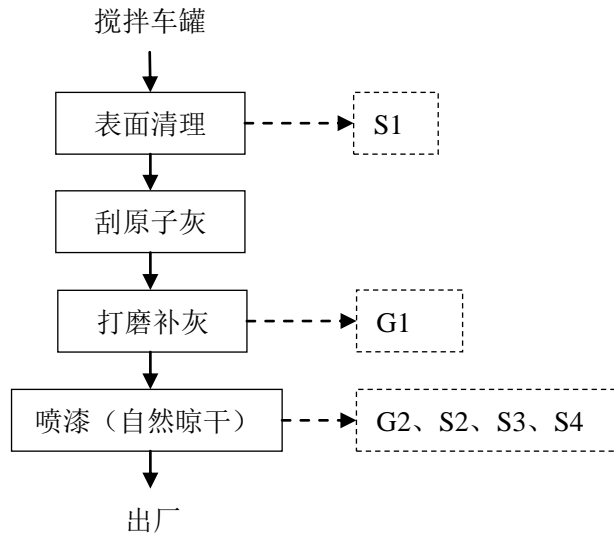 搅拌车罐
表面清理
S1
刮原子灰
打磨补灰
G1
喷漆（自然晾干）
G2、S2、S3、S4
出厂